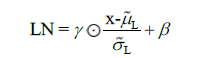 LN = γ ⊙ x-μ̃_L / σ̃_L + β